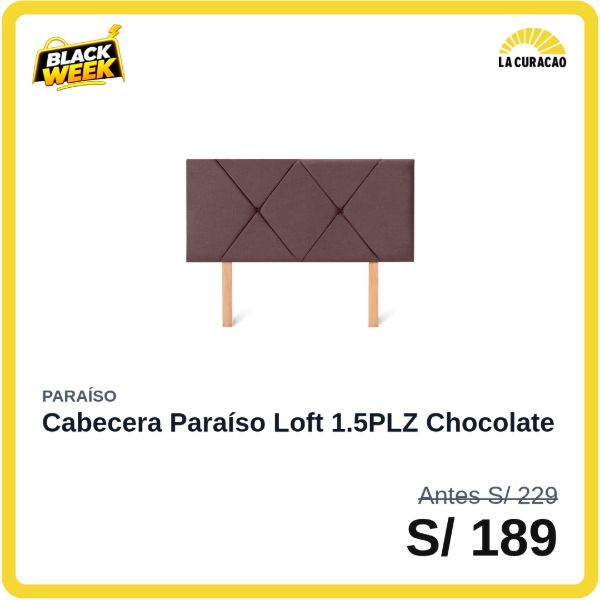 BLACK
WEEK
LA CURACAO
PARAÍSO
Cabecera Paraíso Loft 1.5PLZ Chocolate
Antes S/ 229
S/ 189